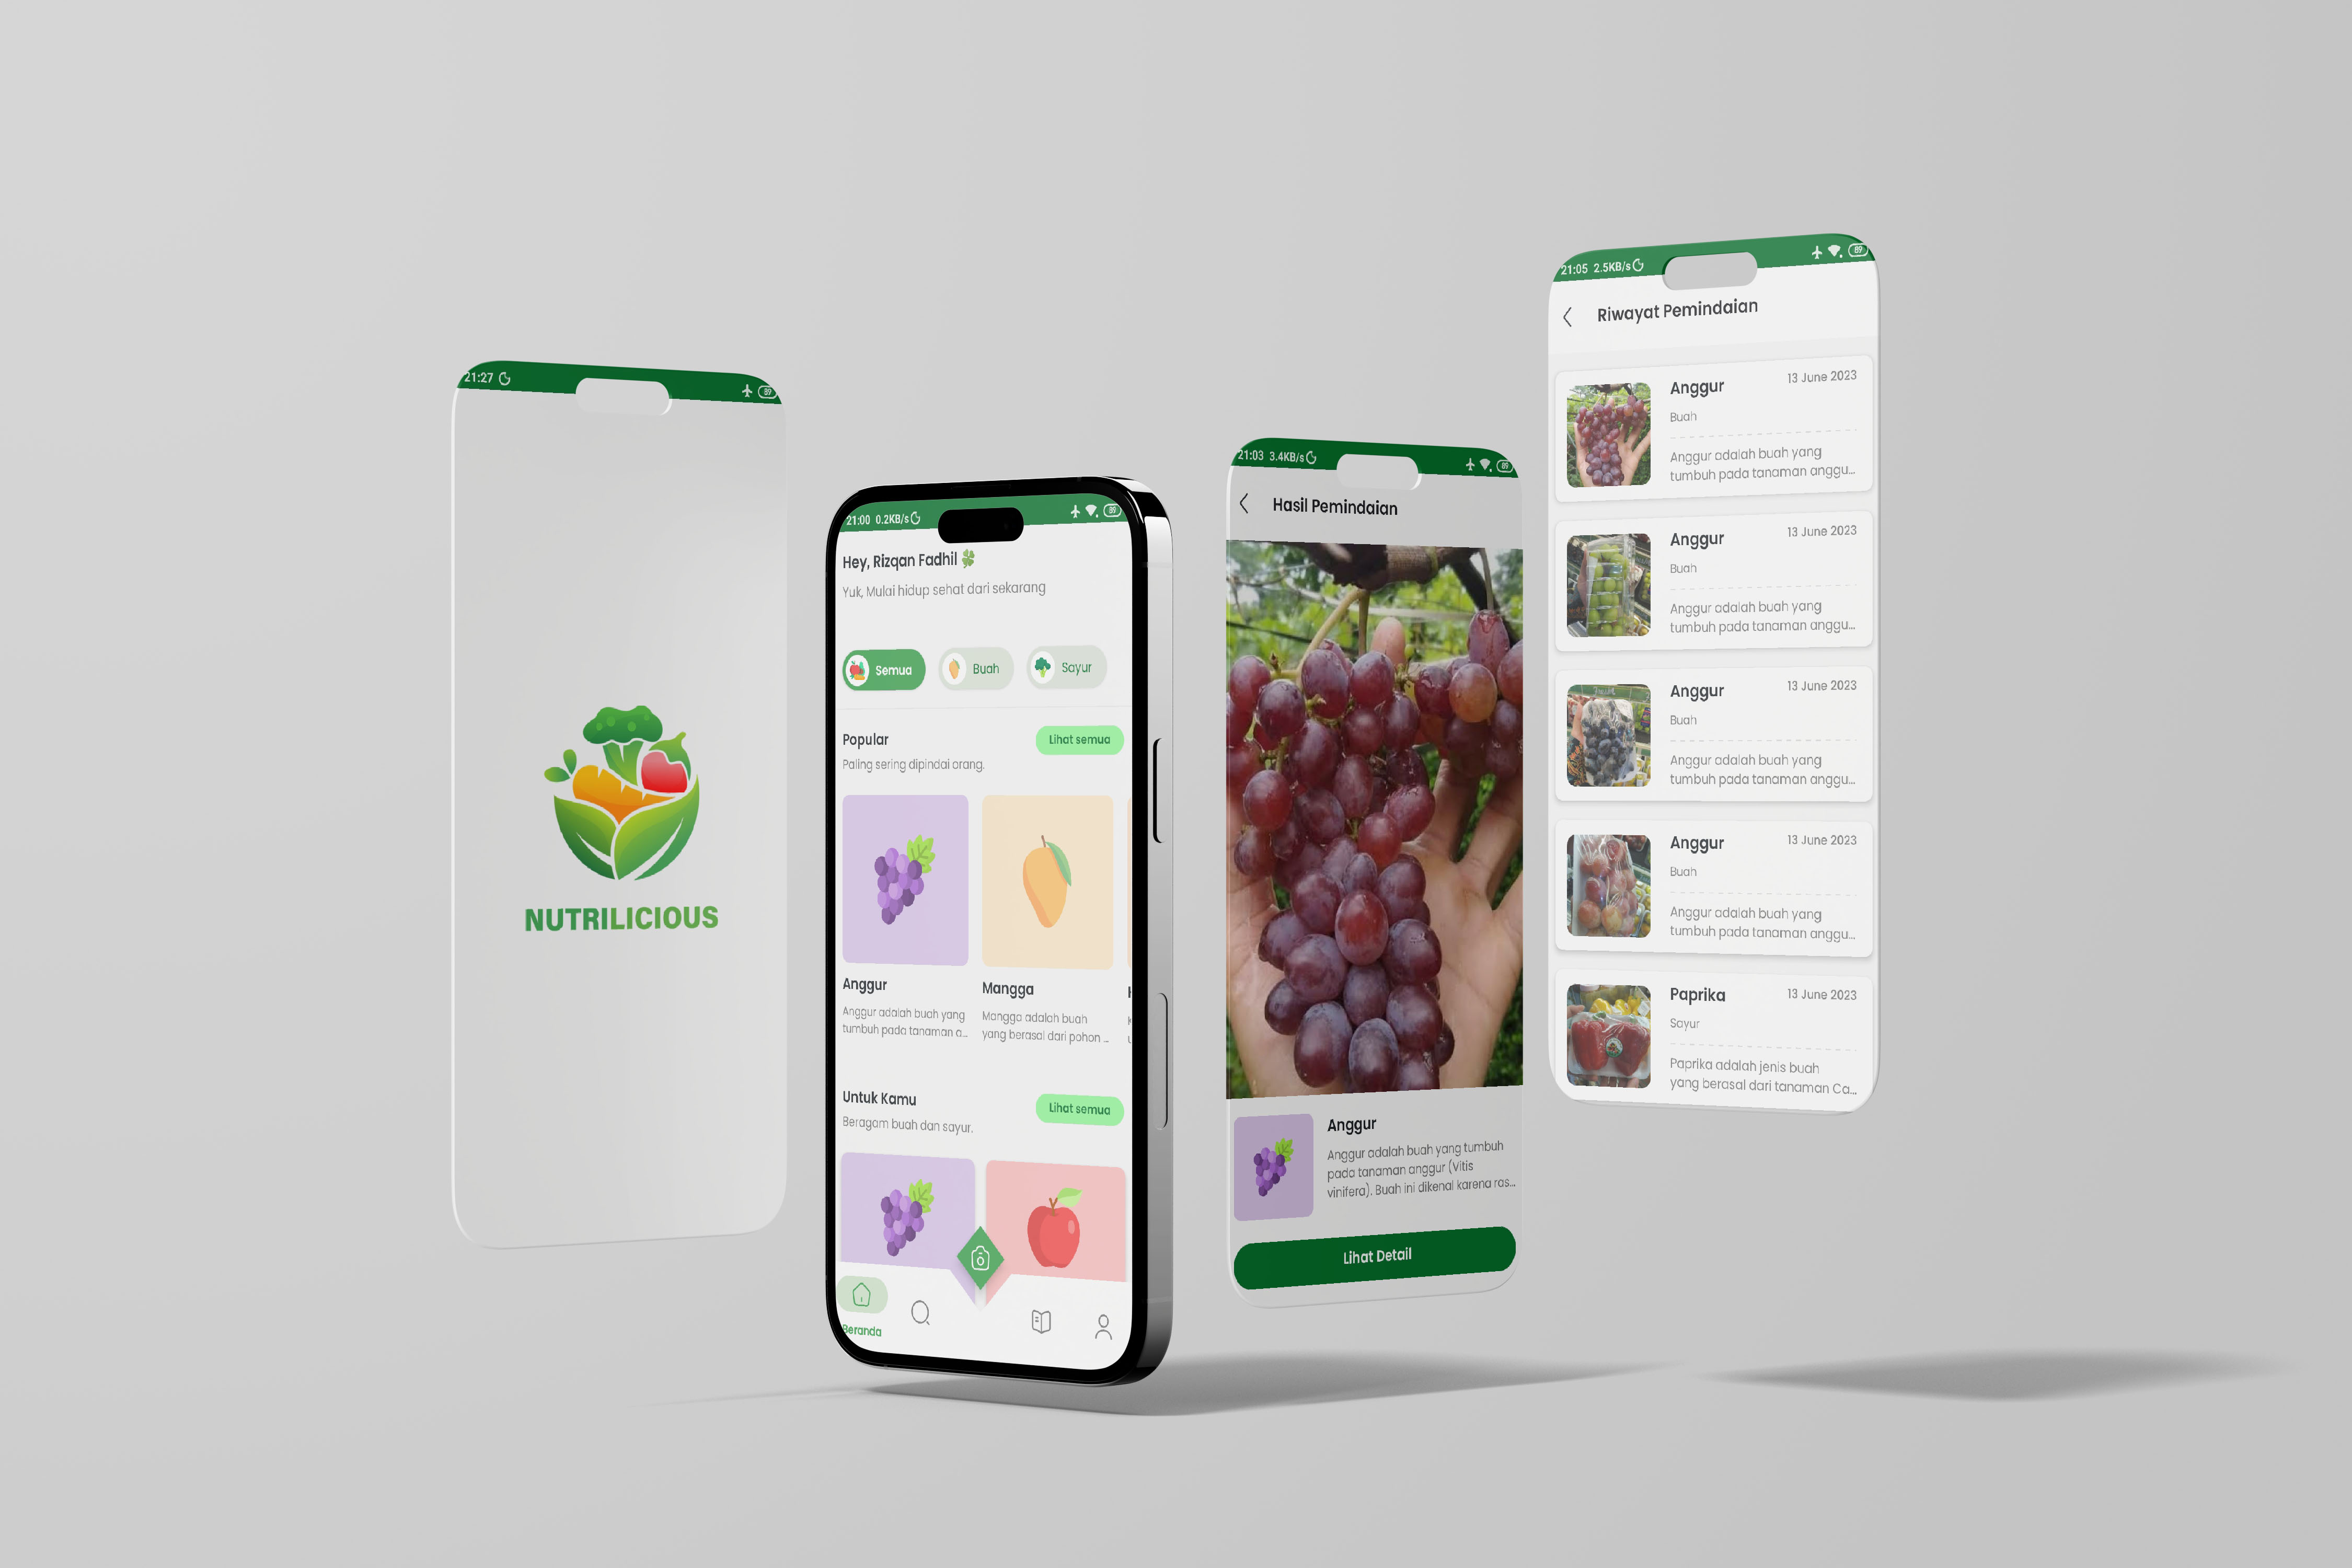 21:27
89
NUTRILICIOUS
21:00 0.2KB/s
89
Hey, Rizqan Fadhil
Yuk, Mulai hidup sehat dari sekarang
Semua
Buah
Sayur
Popular
Lihat semua
Paling sering dipindai orang.
Anggur
Anggur adalah buah yang
tumbuh pada tanaman a...
Mangga
Mangga adalah buah
yang berasal dari pohon ...
Untuk Kamu
Lihat semua
Beragam buah dan sayur.
Beranda
21:03 3.4KB/s
89
Hasil Pemindaian
Anggur
Anggur adalah buah yang tumbuh
pada tanaman anggur (Vitis
vinifera). Buah ini dikenal karena ras...
Lihat Detail
21:05 2.5KB/s
89
Riwayat Pemindaian
Anggur
13 June 2023
Buah
Anggur adalah buah yang
tumbuh pada tanaman anggu...
Anggur
13 June 2023
Buah
Anggur adalah buah yang
tumbuh pada tanaman anggu...
Anggur
13 June 2023
Buah
Anggur adalah buah yang
tumbuh pada tanaman anggu...
Anggur
13 June 2023
Buah
Anggur adalah buah yang
tumbuh pada tanaman anggu...
Paprika
13 June 2023
Sayur
Paprika adalah jenis buah
yang berasal dari tanaman Ca...